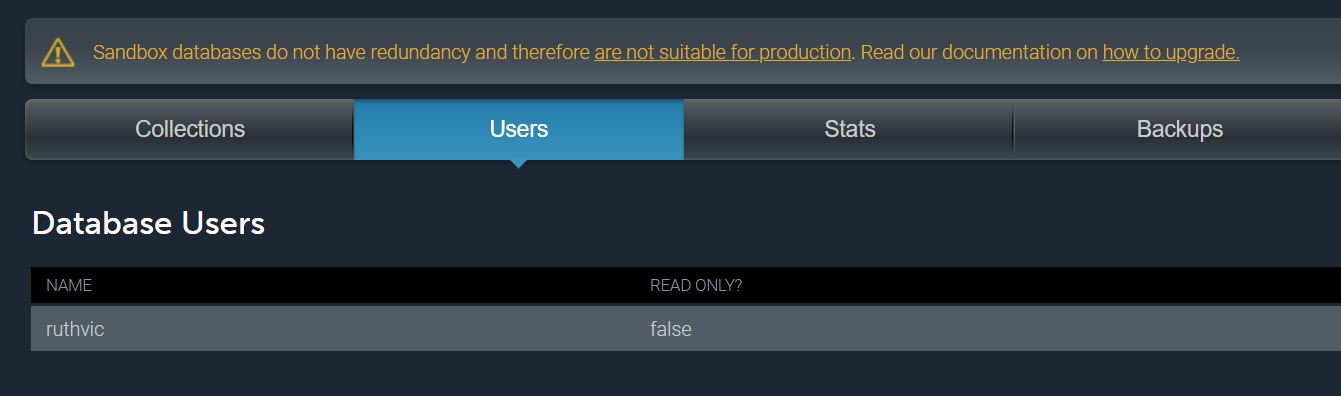 Sandbox databases do not have redundancy and therefore are not suitable for production. Read our documentation on how to upgrade.
Collections Users Stats Backups
Database Users
NAME READ ONLY?
ruthvic false